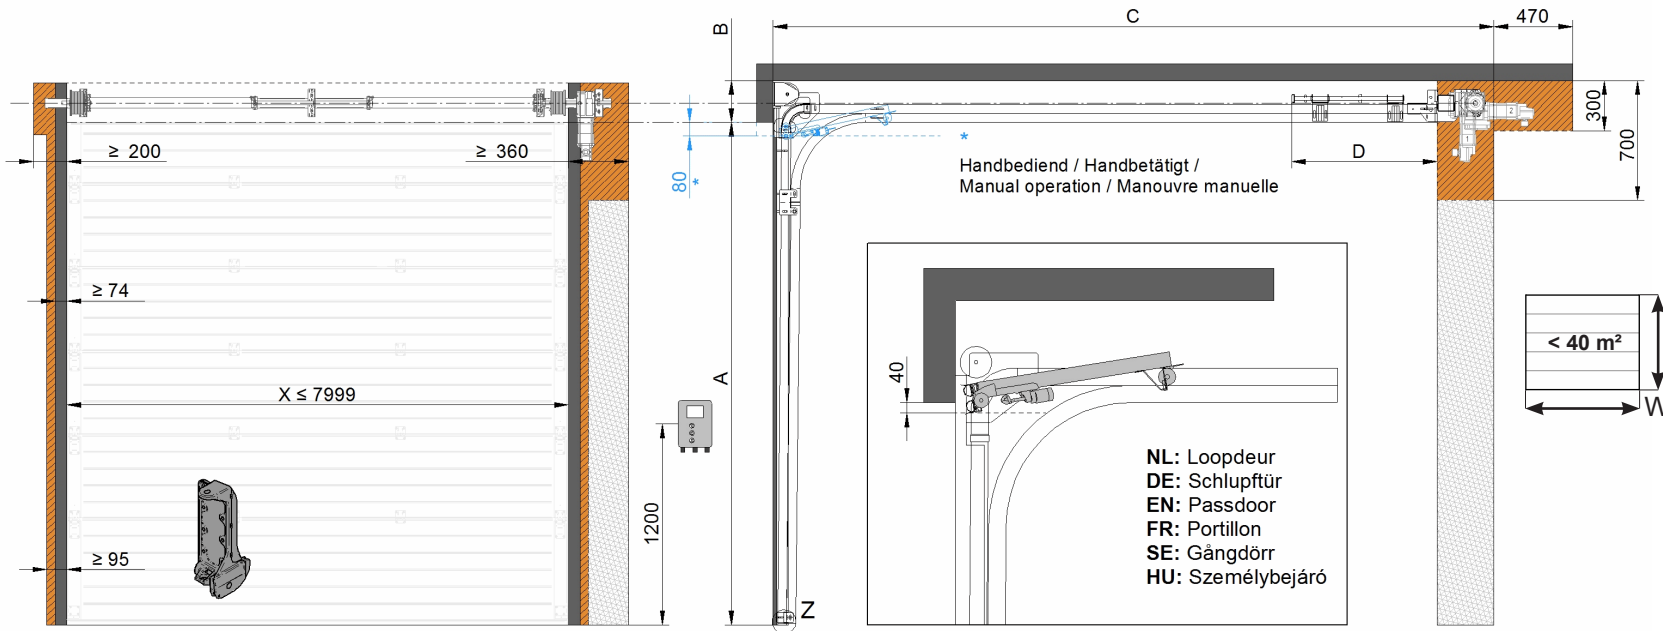 B
C
470
300
700
≥ 200
≥ 360
80
*
*
D
Handbediend / Handbetätigt /
Manual operation / Manouvre manuelle
≥ 74
X ≤ 7999
A
1200
≥ 95
Z
40
NL: Loopdeur
DE: Schlupftür
EN: Passdoor
FR: Portillon
SE: Gångdörr
HU: Személybejáró
< 40 m²
W